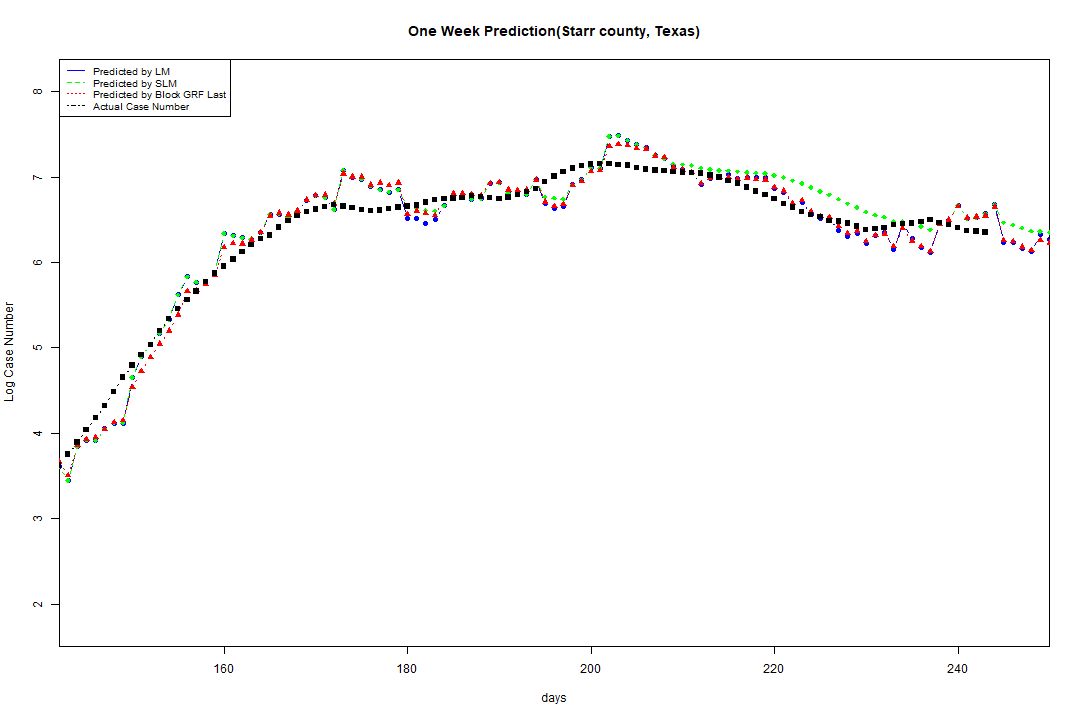 One Week Prediction(Starr county, Texas)
Predicted by LM
Predicted by SLM
Predicted by Block GRF Last
Actual Case Number
8
7
6
5
4
3
2
Log Case Number
160 180 200 220 240
days